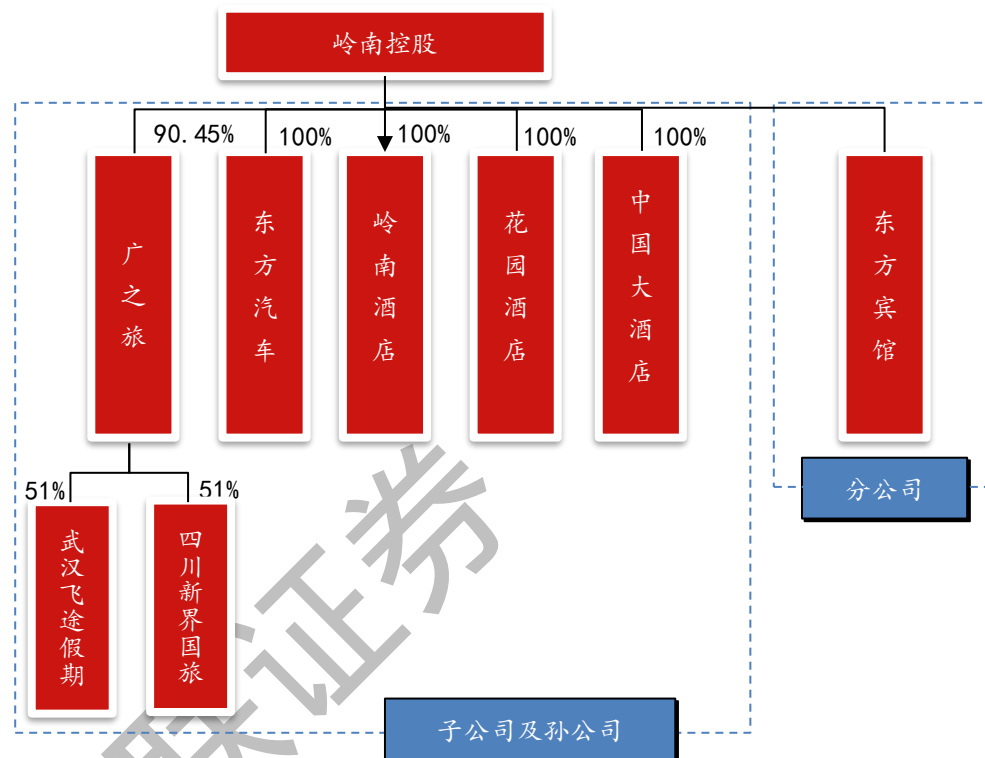 岭南控股
90.45%
100%
100%
100%
100%
广之旅
东方汽车
岭南酒店
花园酒店
中国大酒店
东方宾馆
51%
51%
武汉飞途假期
四川新界国旅
分公司
子公司及孙公司
联证券